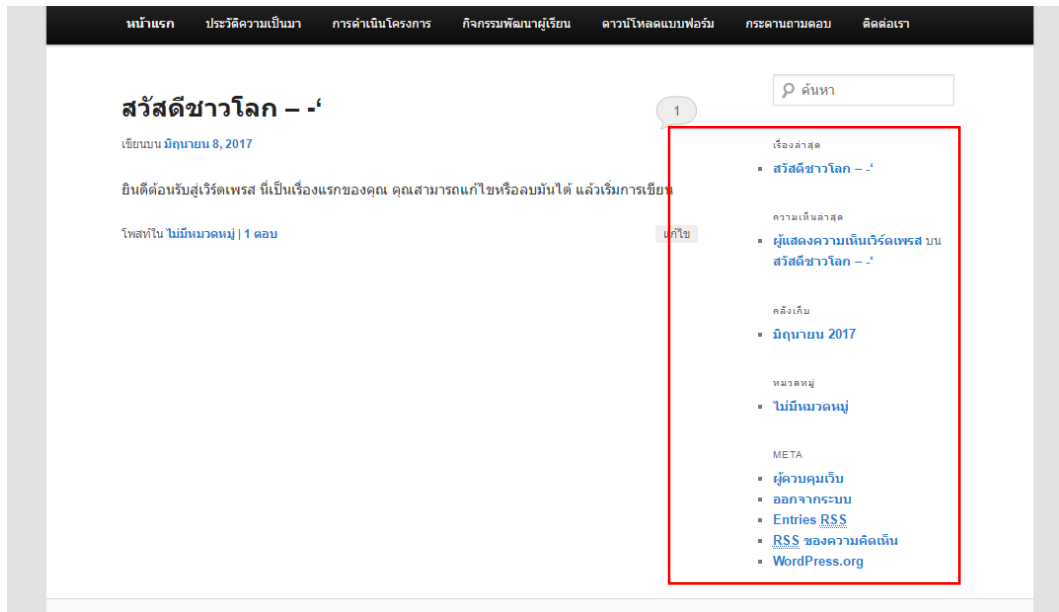 หน้าแรก ประวัติความเป็นมา การดำเนินโครงการ กิจกรรมพัฒนาผู้เรียน ดาวน์โหลดแบบฟอร์ม กระดานถามตอบ ติดต่อเรา
ค้นหา
สวัสดีชาวโลก – -‘
1
เขียนบน มิถุนายน 8, 2017
ยินดีต้อนรับสู่เวิร์ดเพรส นี่เป็นเรื่องแรกของคุณ คุณสามารถแก้ไขหรือลบมันได้ แล้วเริ่มการเขียน
โพสท์ใน ไม่มีหมวดหมู่ | 1 ตอบ
แก้ไข
เรื่องล่าสุด
สวัสดีชาวโลก – -‘
ความเห็นล่าสุด
ผู้แสดงความเห็นเวิร์ดเพรส บน
สวัสดีชาวโลก – -‘
คลังเก็บ
มิถุนายน 2017
หมวดหมู่
ไม่มีหมวดหมู่
META
ผู้ควบคุมเว็บ
ออกจากระบบ
Entries RSS
RSS ของความคิดเห็น
WordPress.org